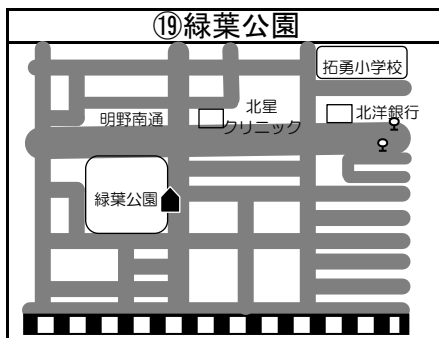 ⑲緑葉公園
拓勇小学校
北星
クリニック
北洋銀行
明野南通
緑葉公園